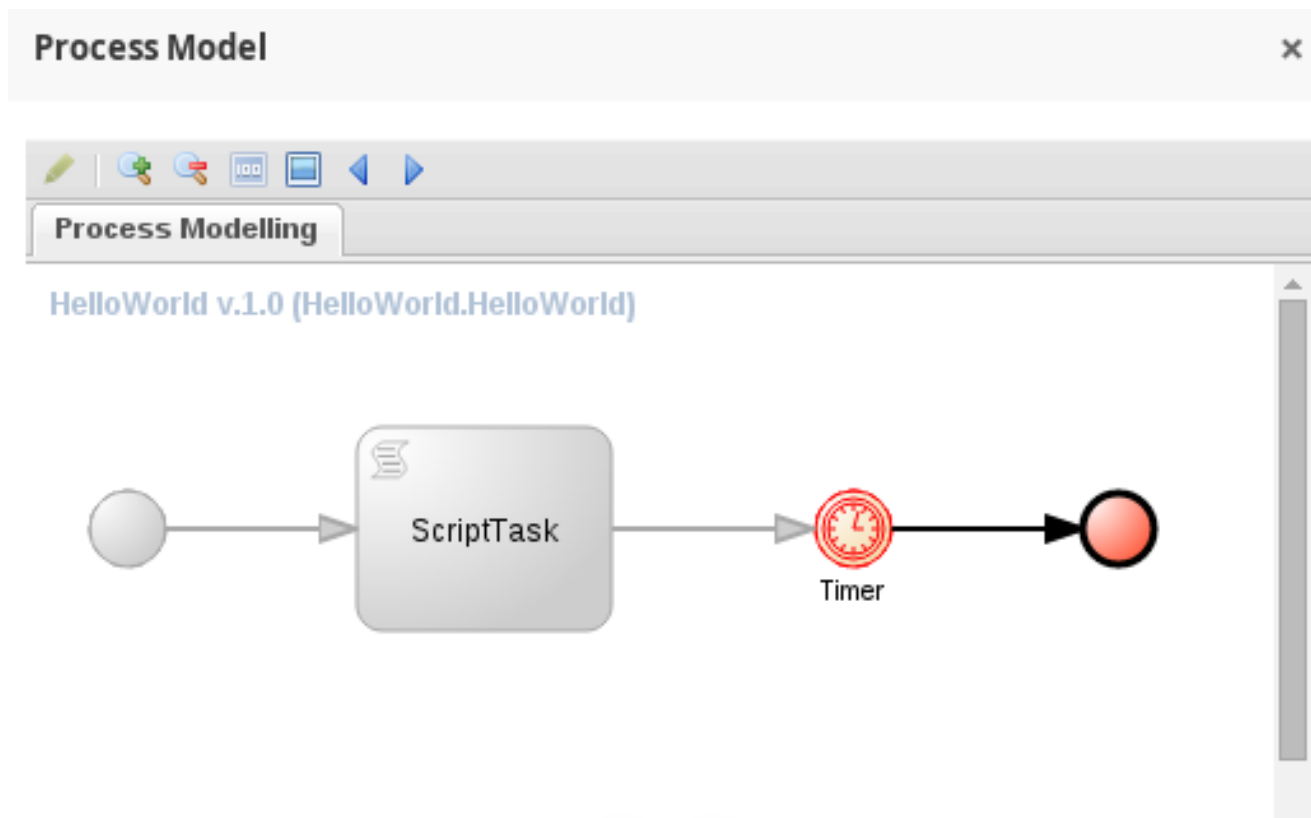 Process Model
Process Modelling
HelloWorld v.1.0 (HelloWorld.HelloWorld)
ScriptTask
Timer